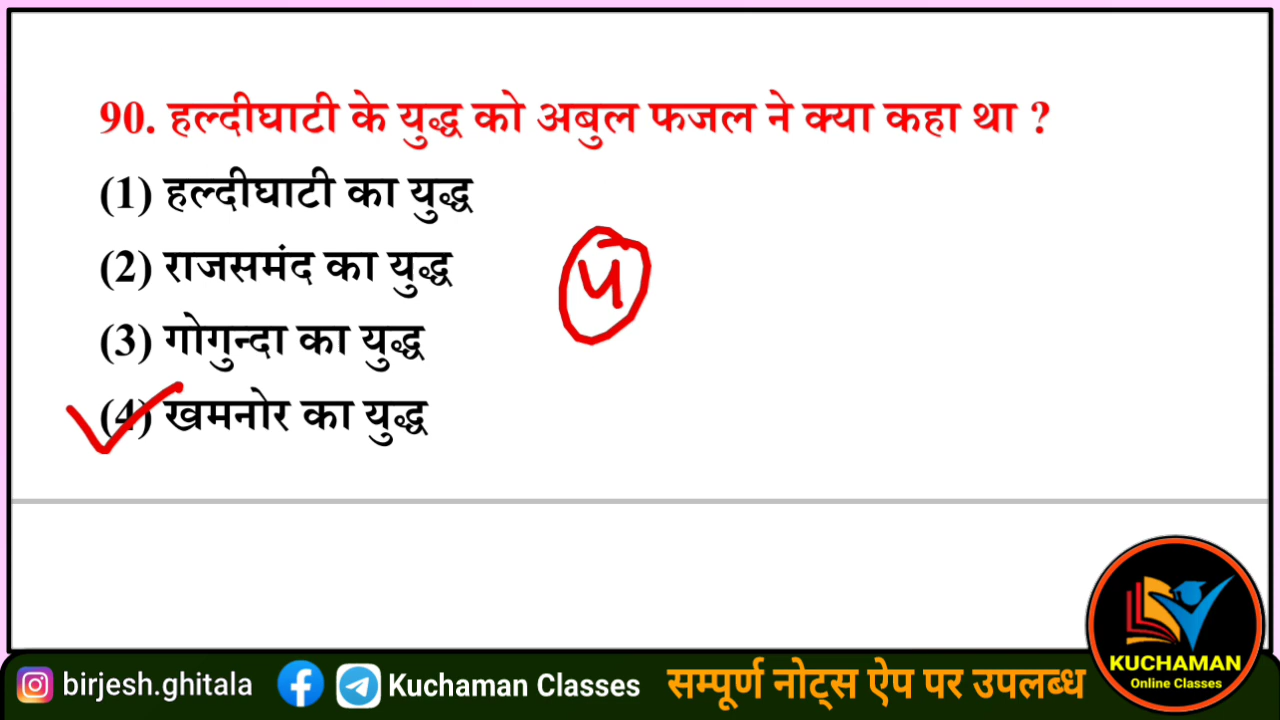 90. हल्दीघाटी के युद्ध को अबुल फजल ने क्या कहा था ?
(1) हल्दीघाटी का युद्ध
(2) राजसमंद का युद्ध
(3) गोगुन्दा का युद्ध
(4) खमनोर का युद्ध
birjesh.ghitala
Kuchaman Classes
सम्पूर्ण नोट्स ऐप पर उपलब्ध
KUCHAMAN
Online Classes